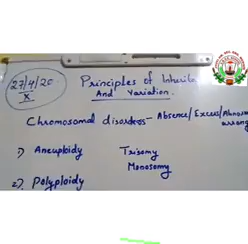 27/4/20
X
Principles of Inherita
And Variation.
Chromosomal disorders - Absence/Excess/Abnorm
arrang
1) Aneuploidy Trisomy
Monosomy
2) Polyploidy